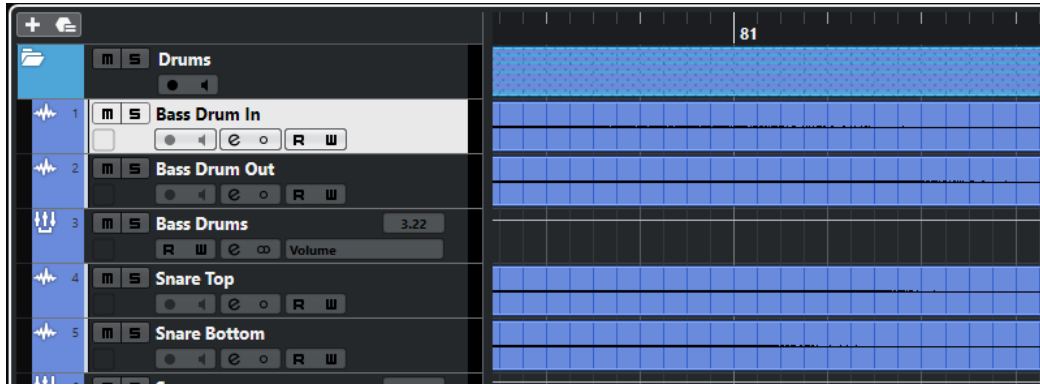 81
m S Drums
1 m S Bass Drum In
e R W
2 m S Bass Drum Out
e R W
3 m S Bass Drums 3.22
R W e Volume
4 m S Snare Top
e R W
5 m S Snare Bottom
e R W